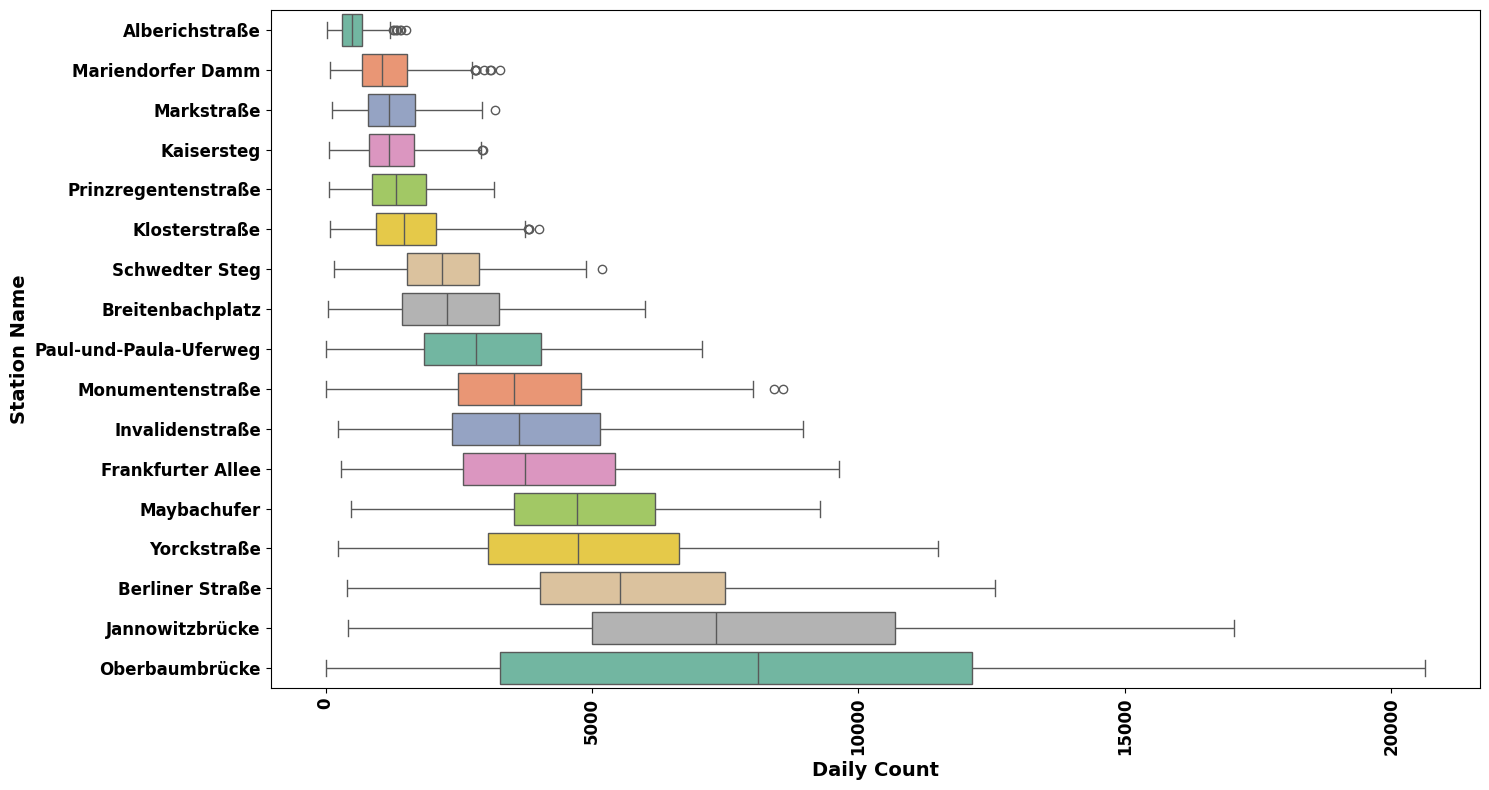 Station Name
Alberichstraße
Mariendorfer Damm
Markstraße
Kaisersteg
Prinzregentenstraße
Klosterstraße
Schwedter Steg
Breitenbachplatz
Paul-und-Paula-Uferweg
Monumentenstraße
Invalidenstraße
Frankfurter Allee
Maybachufer
Yorckstraße
Berliner Straße
Jannowitzbrücke
Oberbaumbrücke
0
5000
10000
15000
20000
Daily Count